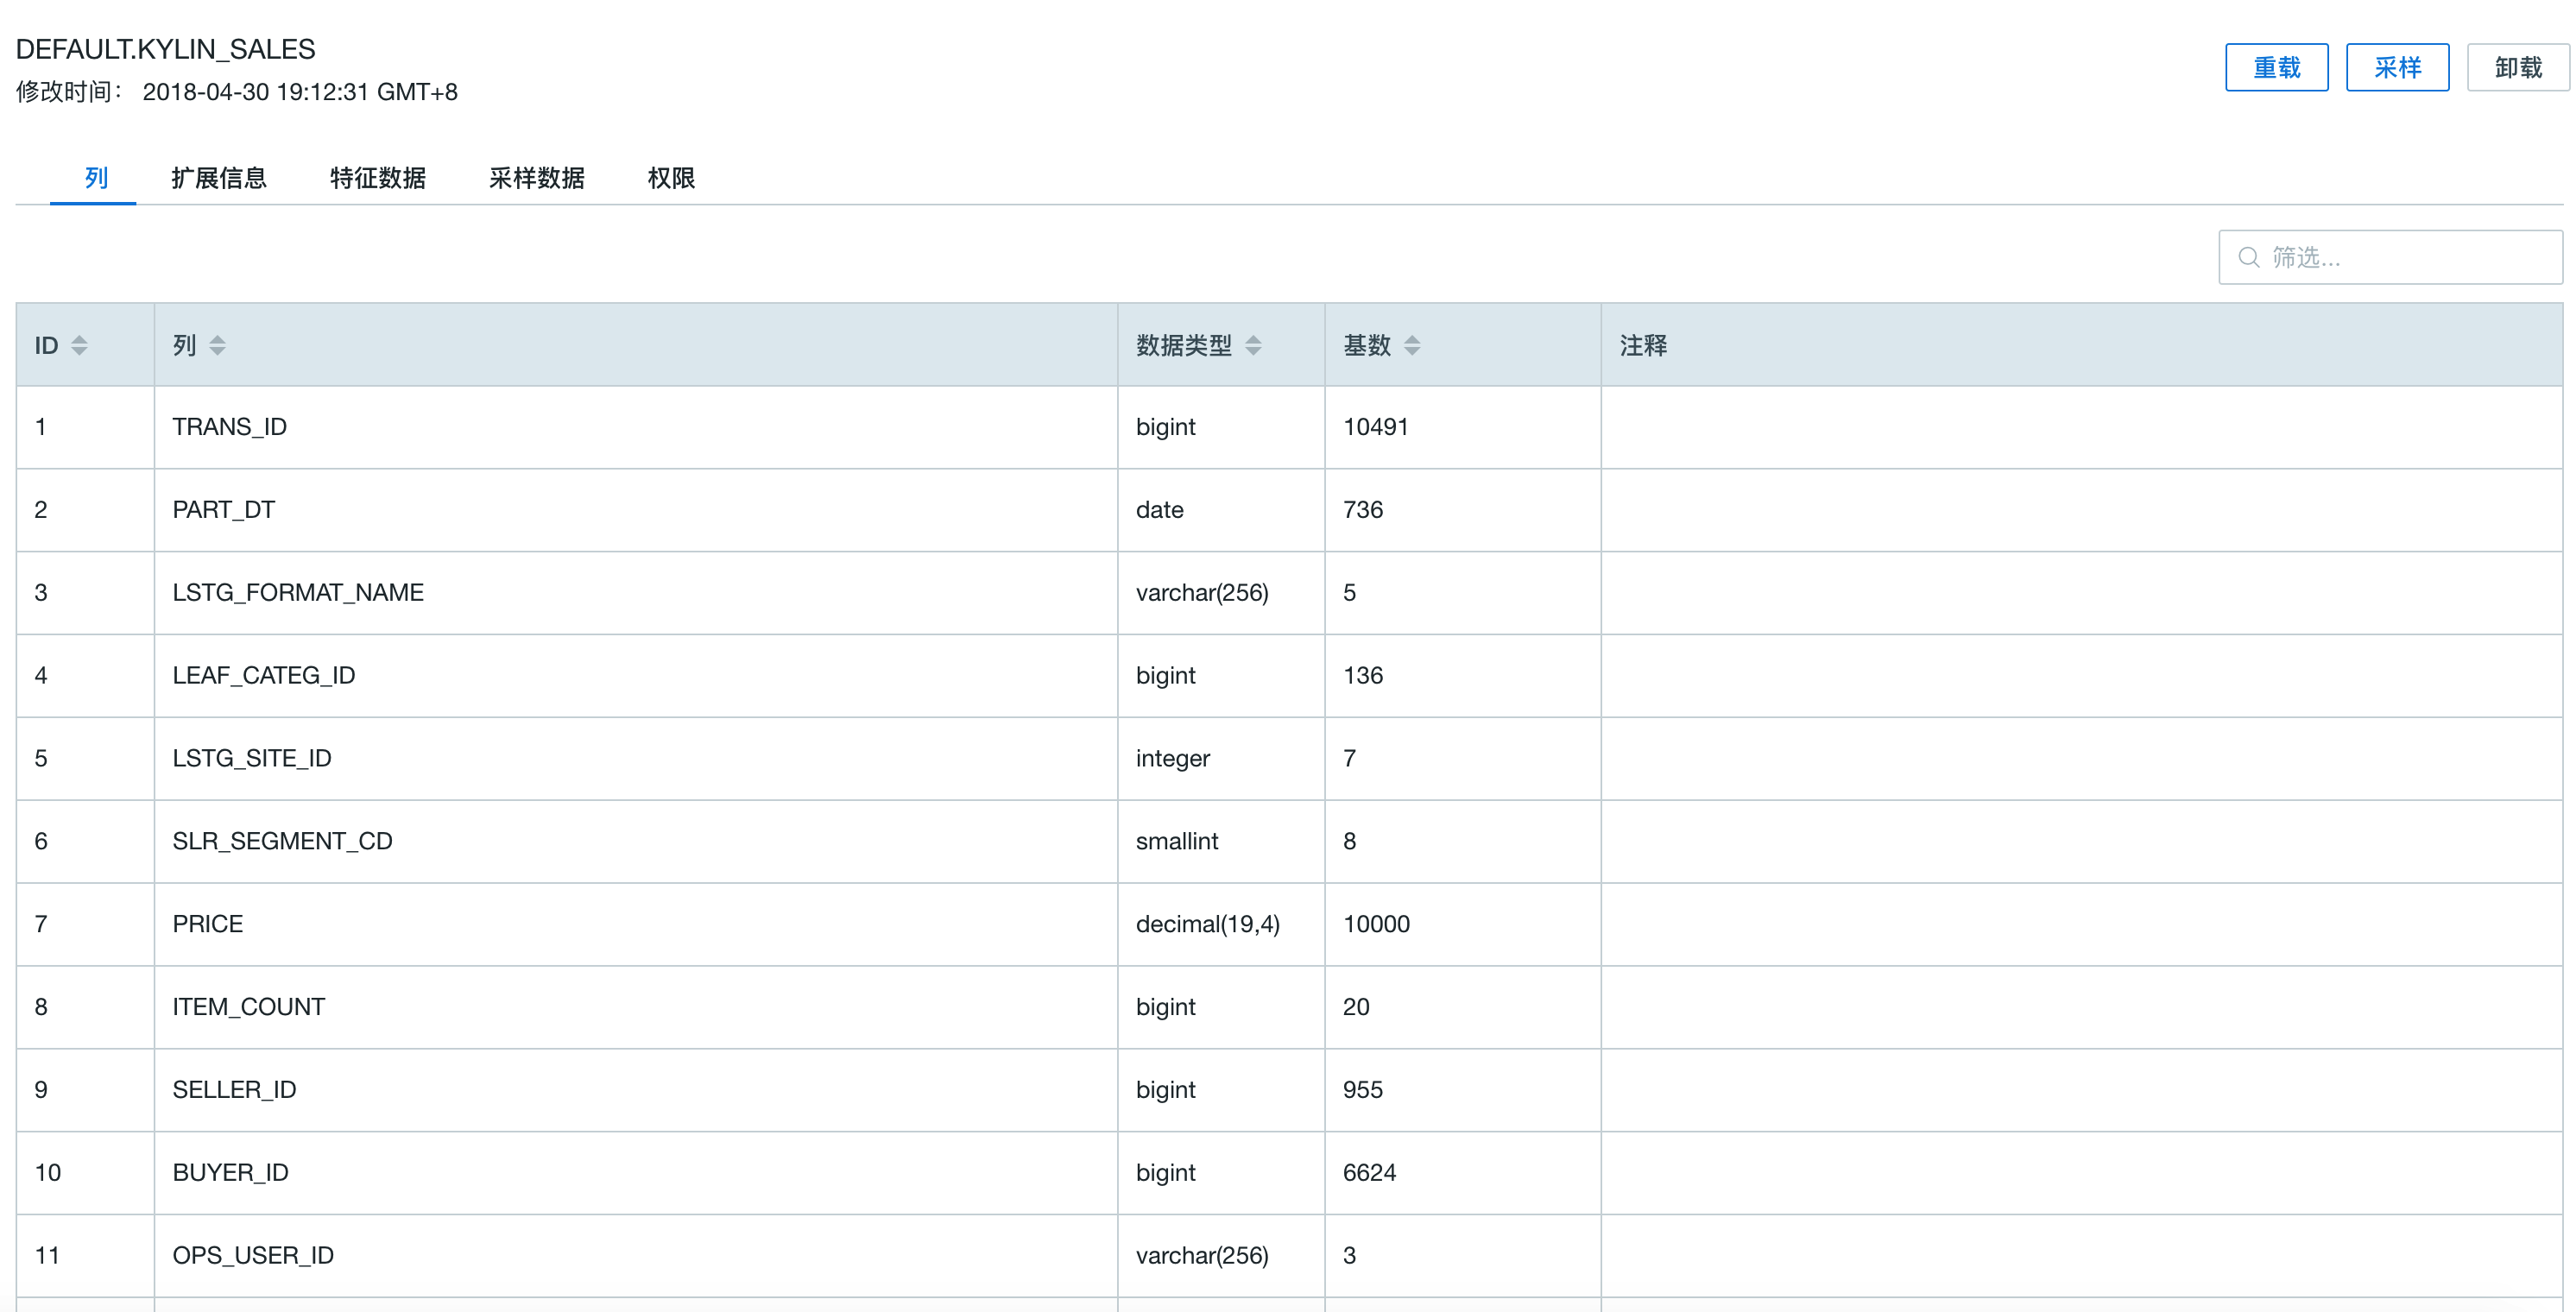 DEFAULT.KYLIN_SALES
修改时间： 2018-04-30 19:12:31 GMT+8
重载 采样 卸载
列 扩展信息 特征数据 采样数据 权限
筛选...
ID 列 数据类型 基数 注释
1 TRANS_ID bigint 10491
2 PART_DT date 736
3 LSTG_FORMAT_NAME varchar(256) 5
4 LEAF_CATEG_ID bigint 136
5 LSTG_SITE_ID integer 7
6 SLR_SEGMENT_CD smallint 8
7 PRICE decimal(19,4) 10000
8 ITEM_COUNT bigint 20
9 SELLER_ID bigint 955
10 BUYER_ID bigint 6624
11 OPS_USER_ID varchar(256) 3